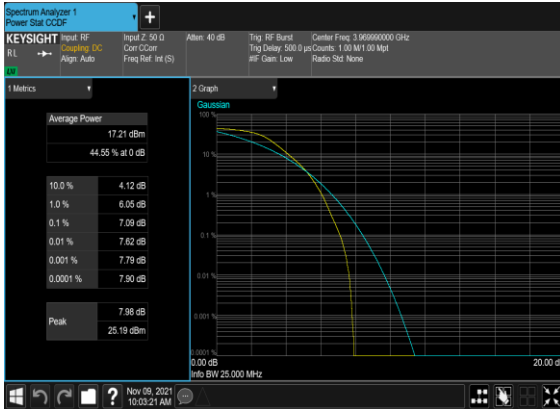 Spectrum Analyzer 1
Power Stat CCDF
KEYSIGHT
Input: RF
Input Z: 50 Ω
Atten: 40 dB
Trig: RF Burst
Center Freq: 3.969990000 GHz
RL
Coupling: DC
Corr CCorr
Trig Delay: 500.0 µs
Counts: 1.00 M/1.00 Mpt
Align: Auto
Freq Ref: Int (S)
#IF Gain: Low
Radio Std: None
1 Metrics
2 Graph
Gaussian
Average Power
17.21 dBm
44.55 % at 0 dB
10.0 % 4.12 dB
1.0 % 6.05 dB
0.1 % 7.09 dB
0.01 % 7.62 dB
0.001 % 7.79 dB
0.0001 % 7.90 dB
Peak
7.98 dB
25.19 dBm
100 %
10 %
1 %
0.1 %
0.01 %
0.001 %
0.0001 %
0.00 dB
20.00 d
Info BW 25.000 MHz
?
Nov 09, 2021
10:03:21 AM